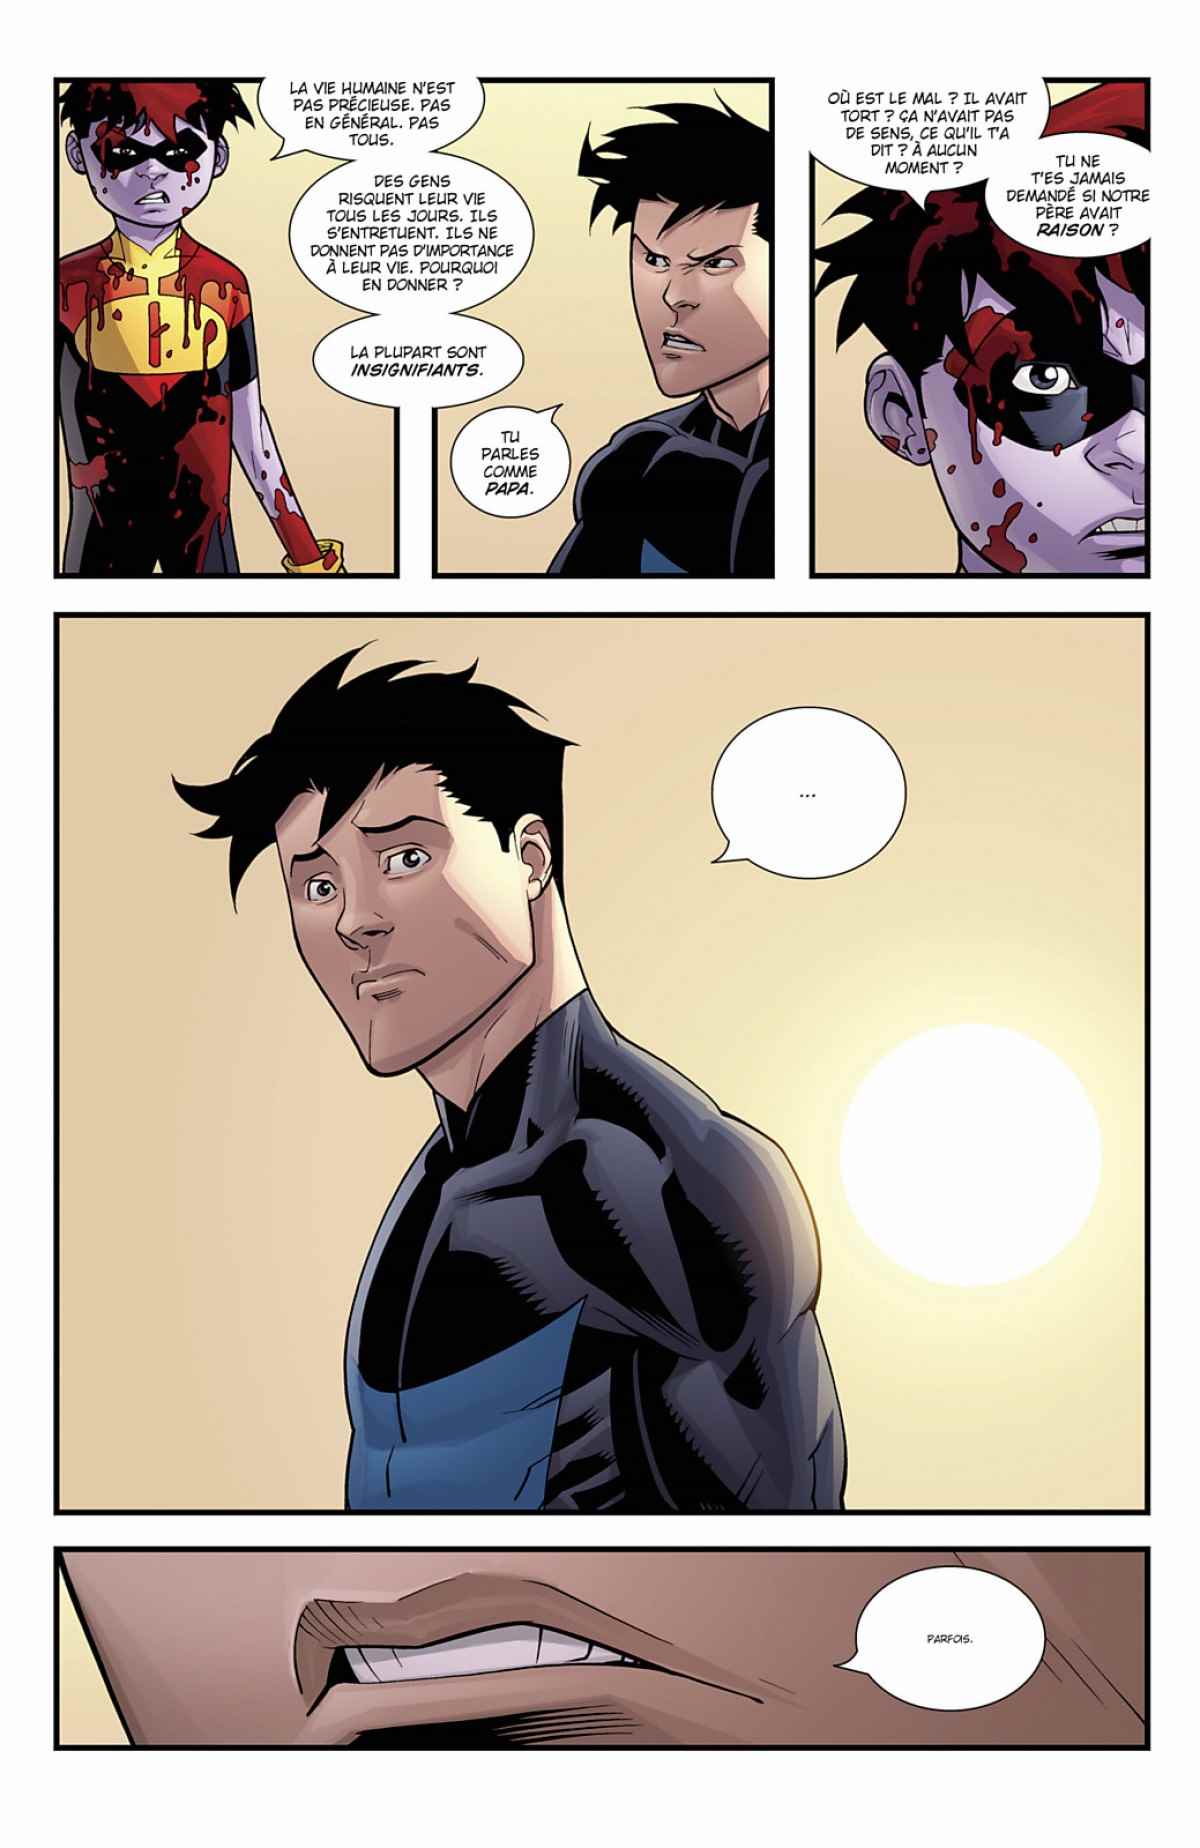 LA VIE HUMAINE N'EST
PAS PRÉCIEUSE. PAS
EN GÉNÉRAL. PAS
TOUS.
DES GENS
RISQUENT LEUR VIE
TOUS LES JOURS. ILS
S'ENTRETUENT. ILS NE
DONNENT PAS D'IMPORTANCE
À LEUR VIE. POURQUOI
EN DONNER ?
LA PLUPART SONT
INSIGNIFIANTS.
TU
PARLES
COMME
PAPA.
OÙ EST LE MAL ? IL AVAIT
TORT ? ÇA N'AVAIT PAS
DE SENS, CE QU'IL T'A
DIT ? À AUCUN
MOMENT ?
TU NE
T'ES JAMAIS
DEMANDÉ SI NOTRE
PÈRE AVAIT
RAISON ?
...
PARFOIS.